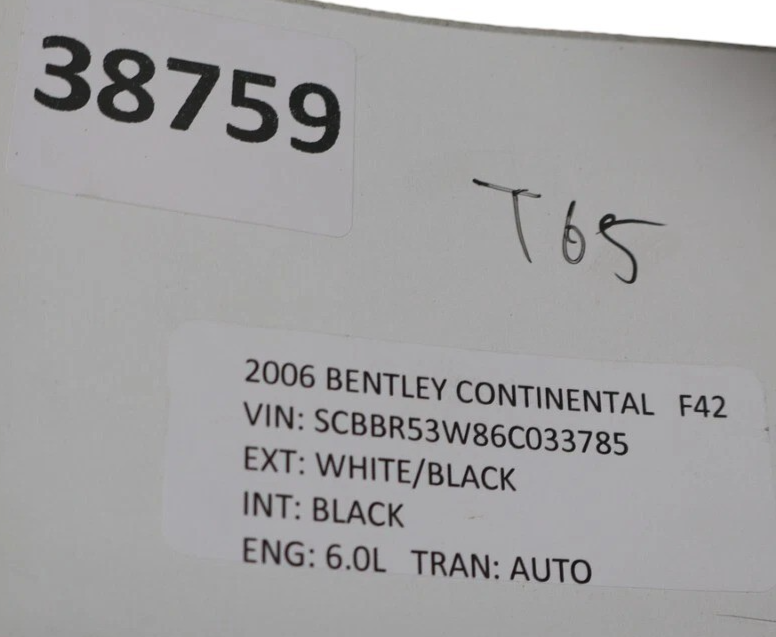 38759
T65
2006 BENTLEY CONTINENTAL F42
VIN: SCBBR53W86C033785
EXT: WHITE/BLACK
INT: BLACK
ENG: 6.0L TRAN: AUTO